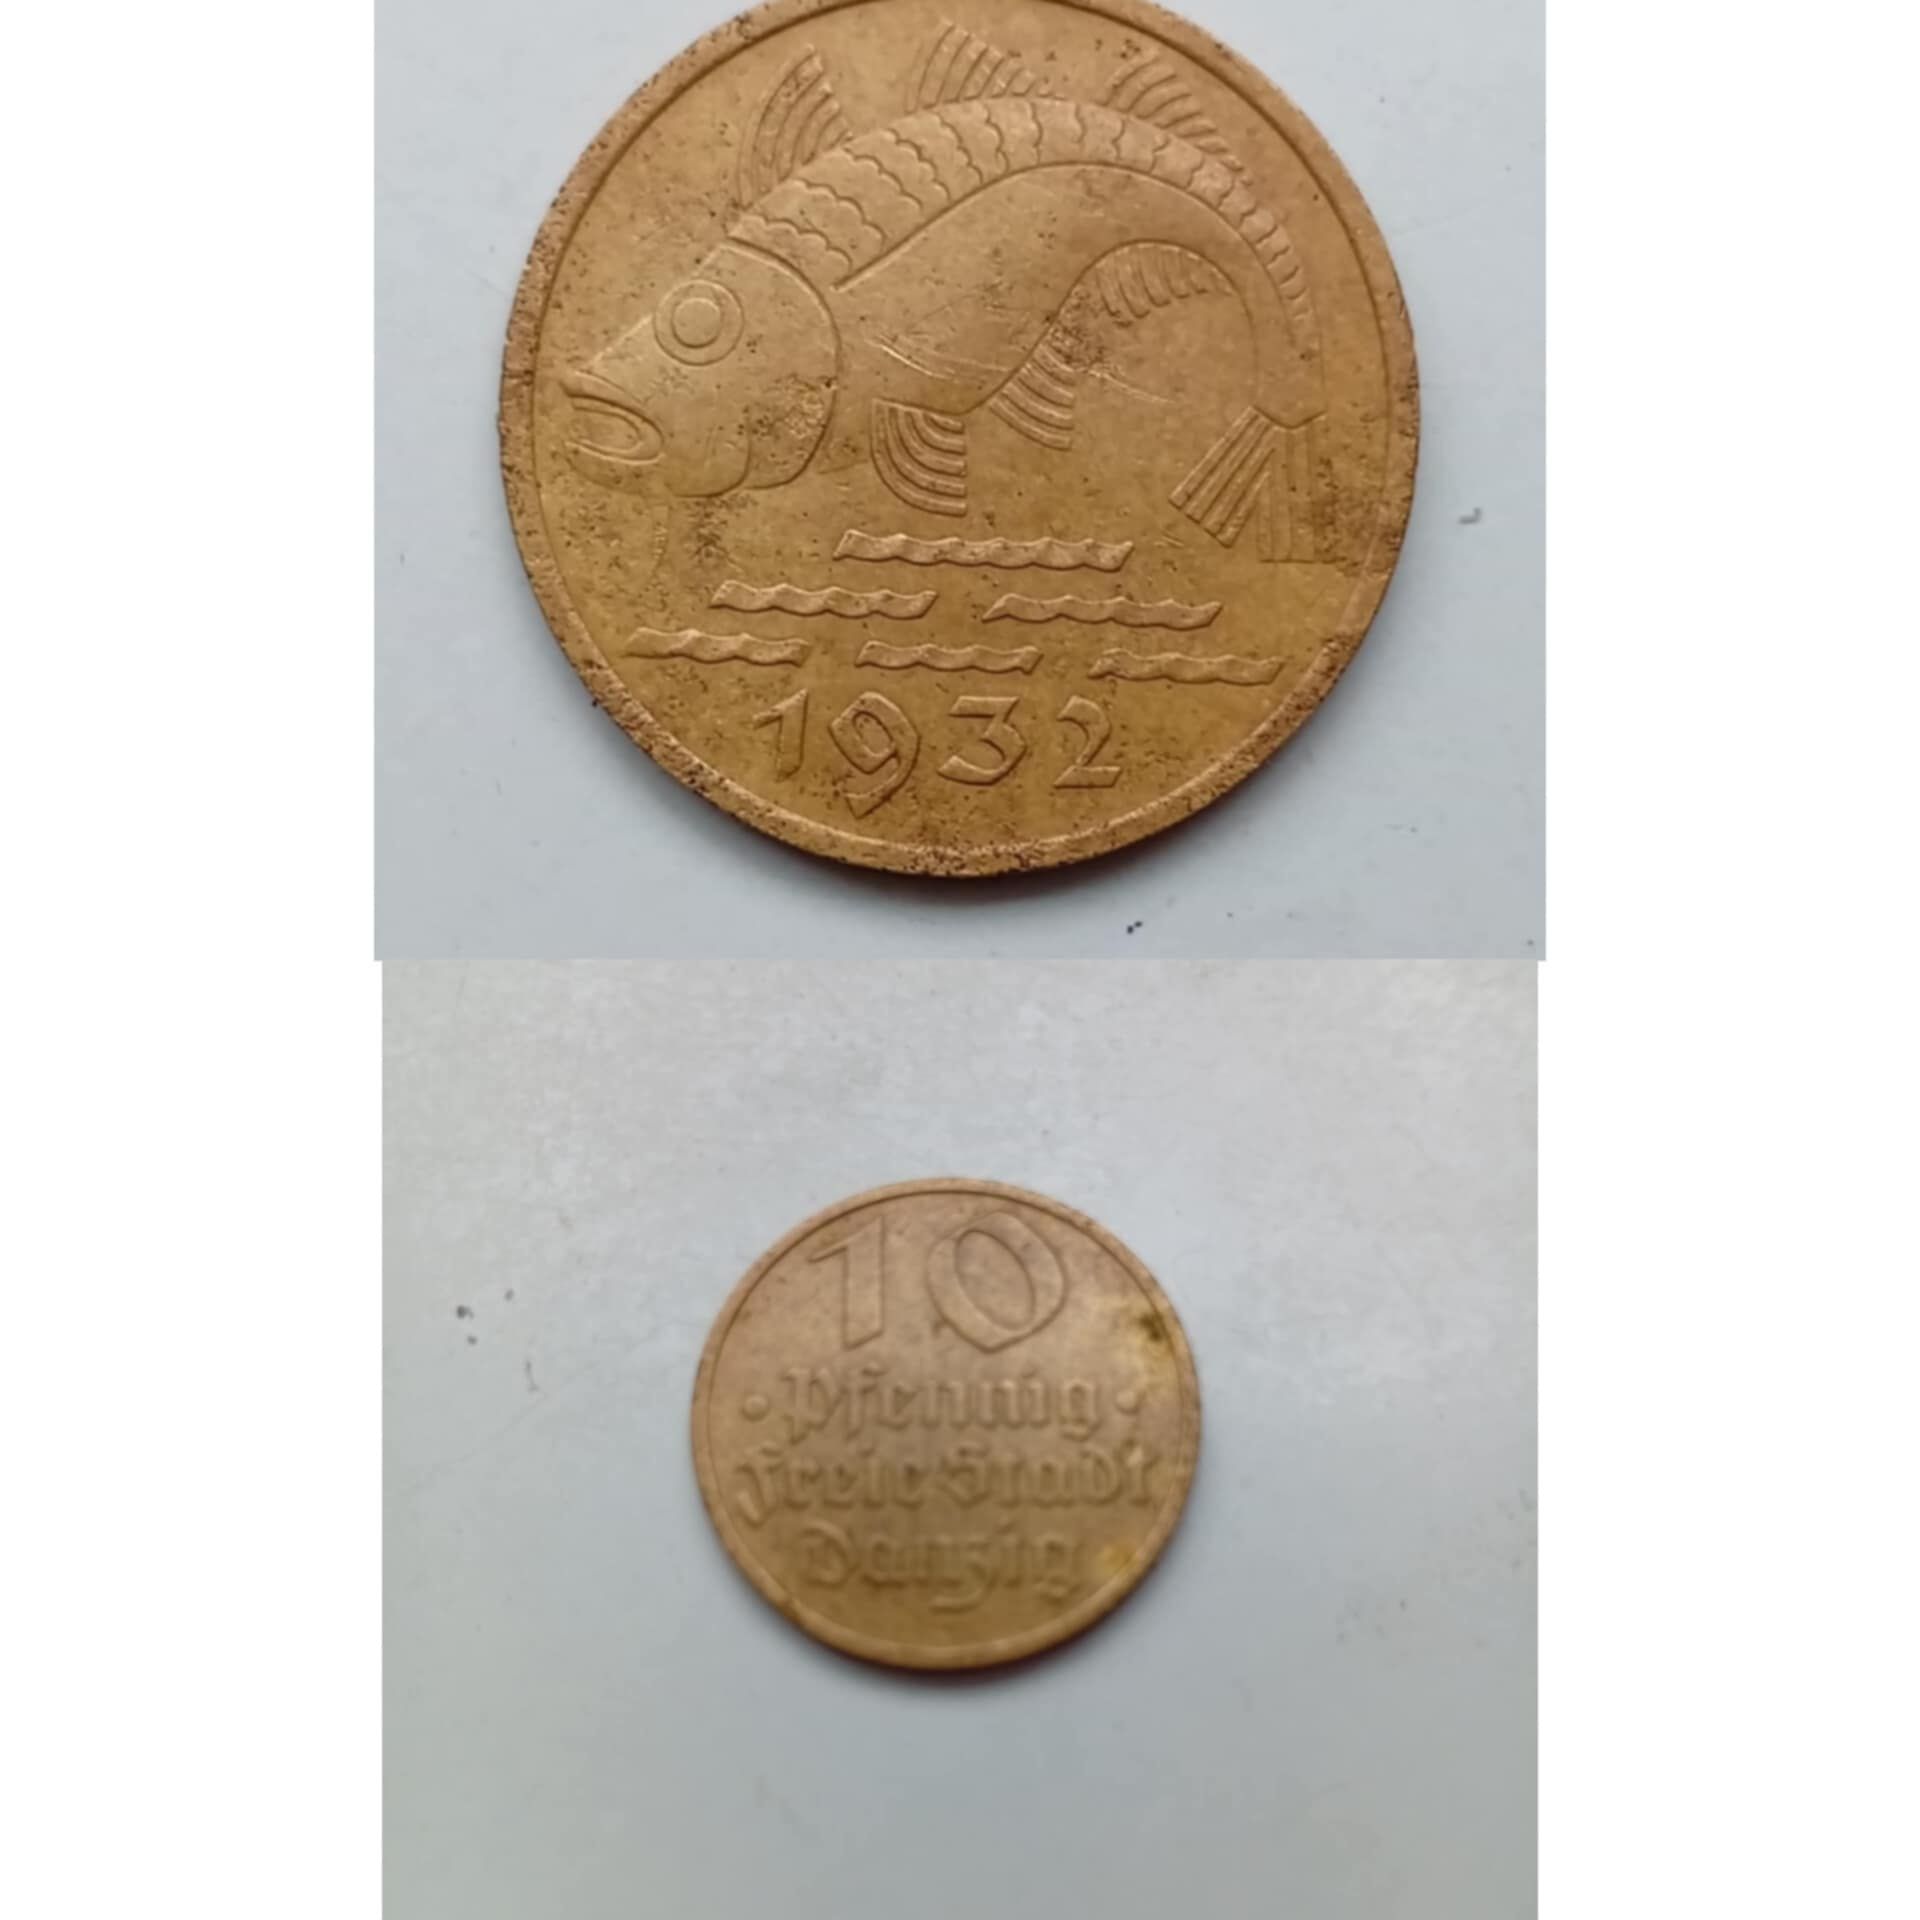 1932
10
Pfennig
Freie Stadt
Danzig